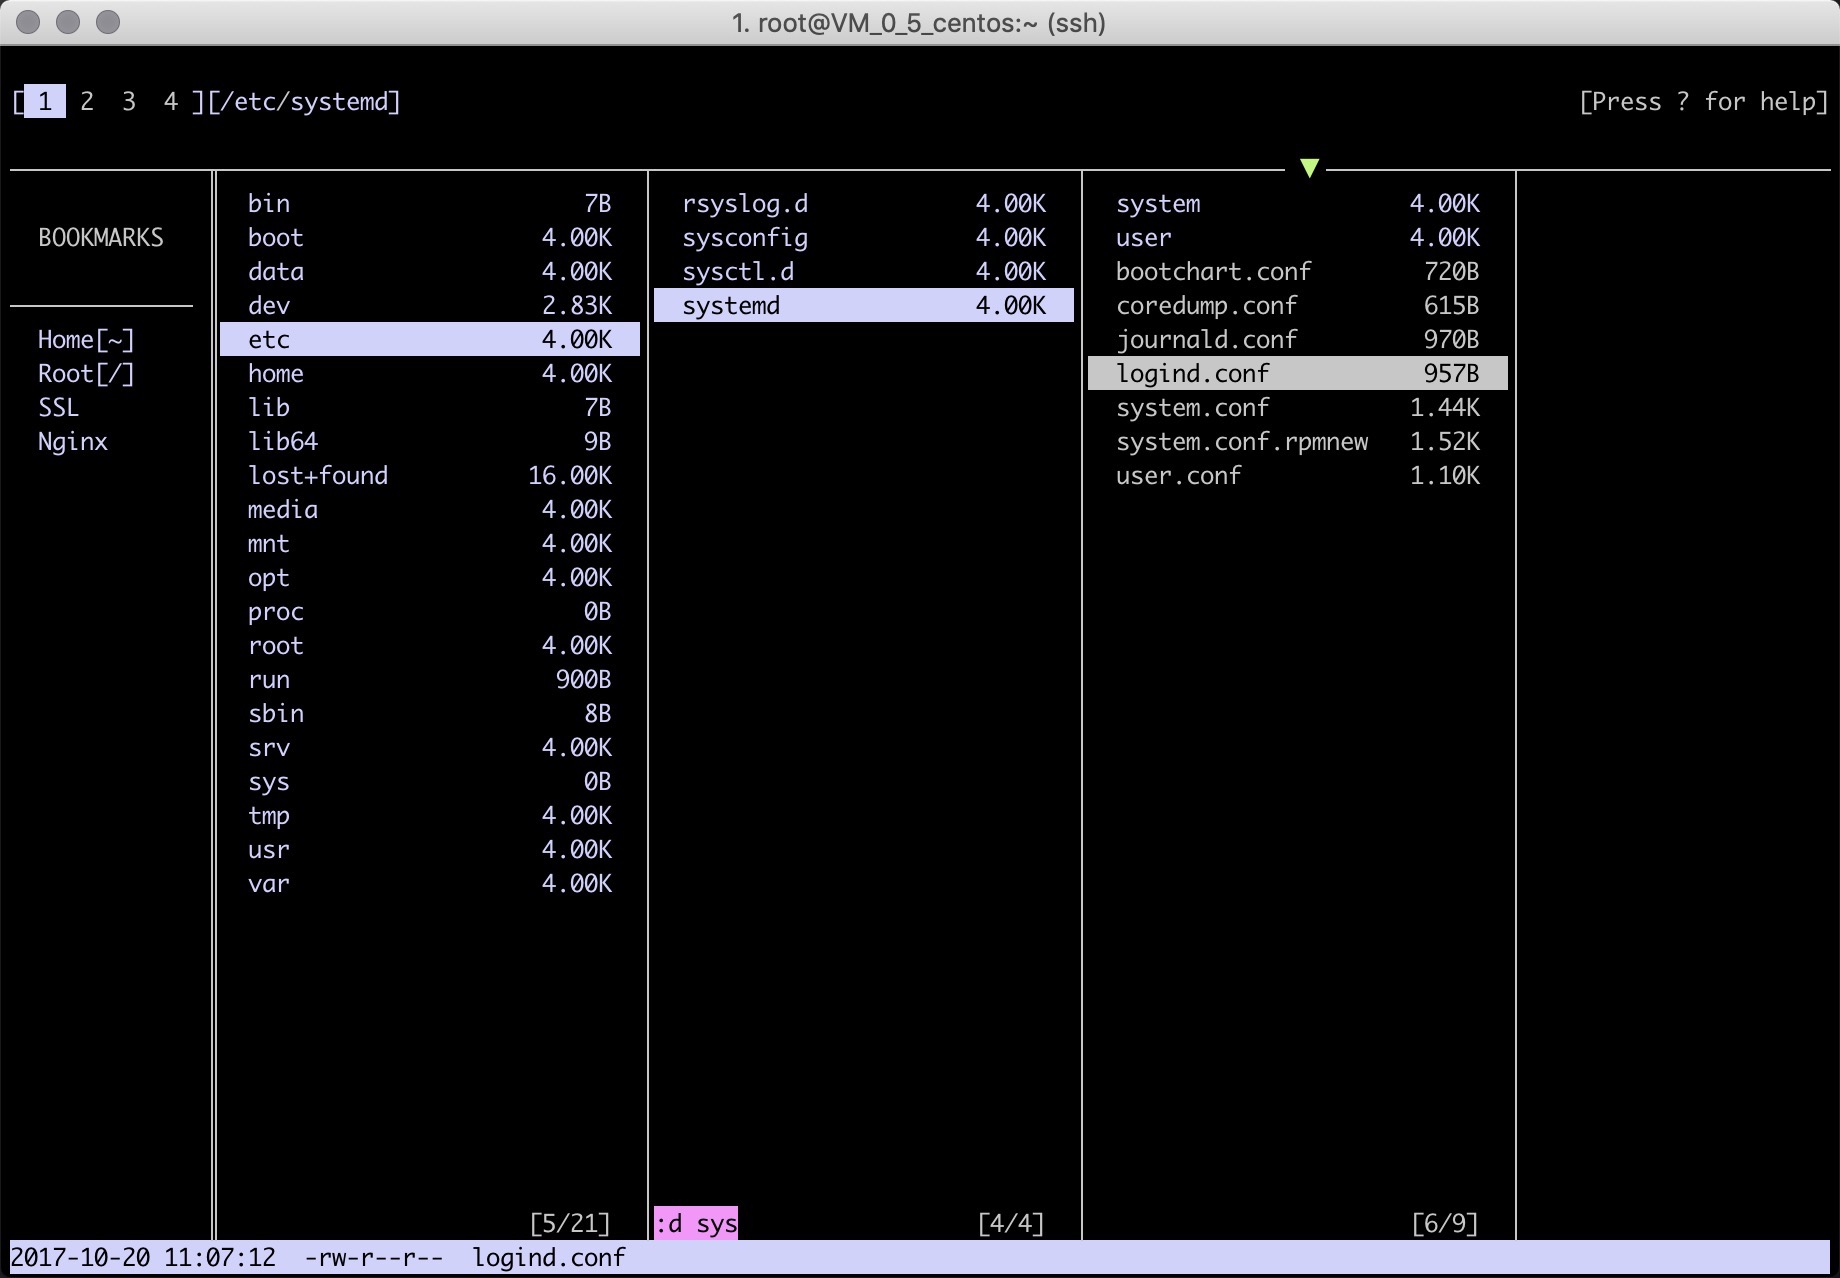 1. root@VM_0_5_centos:~ (ssh)
[ 1 2 3 4 ][/etc/systemd] [Press ? for help]
▼
BOOKMARKS
Home[~]
Root[/]
SSL
Nginx
bin 7B
boot 4.00K
data 4.00K
dev 2.83K
etc 4.00K
home 4.00K
lib 7B
lib64 9B
lost+found 16.00K
media 4.00K
mnt 4.00K
opt 4.00K
proc 0B
root 4.00K
run 900B
sbin 8B
srv 4.00K
sys 0B
tmp 4.00K
usr 4.00K
var 4.00K
[5/21]
rsyslog.d 4.00K
sysconfig 4.00K
sysctl.d 4.00K
systemd 4.00K
:d sys [4/4]
system 4.00K
user 4.00K
bootchart.conf 720B
coredump.conf 615B
journald.conf 970B
logind.conf 957B
system.conf 1.44K
system.conf.rpmnew 1.52K
user.conf 1.10K
[6/9]
2017-10-20 11:07:12 -rw-r--r-- logind.conf